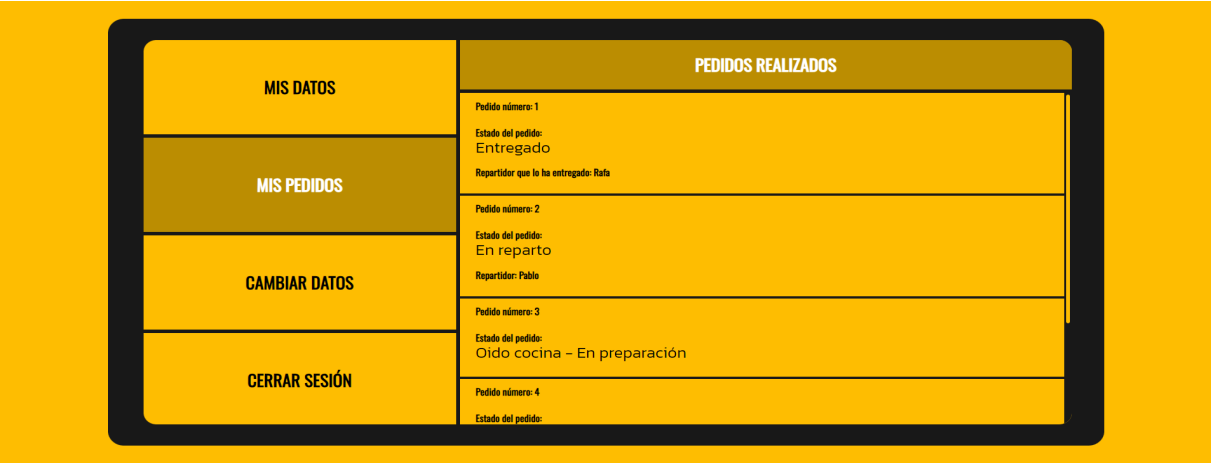 MIS DATOS
MIS PEDIDOS
CAMBIAR DATOS
CERRAR SESIÓN
PEDIDOS REALIZADOS
Pedido número: 1
Estado del pedido:
Entregado
Repartidor que lo ha entregado: Rafa
Pedido número: 2
Estado del pedido:
En reparto
Repartidor: Pablo
Pedido número: 3
Estado del pedido:
Oido cocina - En preparación
Pedido número: 4
Estado del pedido: